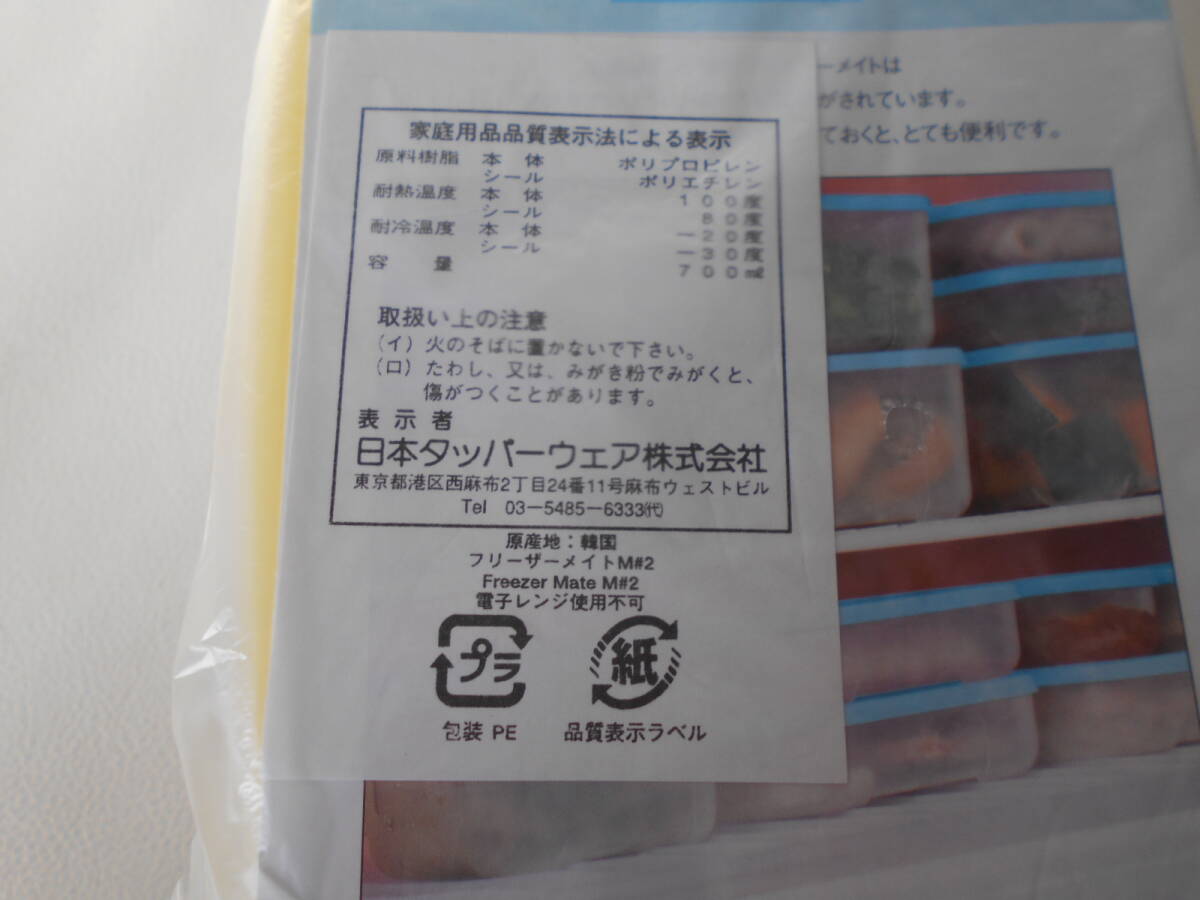 ーメイトは
がされています。
ておくと、とても便利です。
家庭用品品質表示法による表示
原料樹脂 本 体 ポリプロピレン
シール ポリエチレン
耐熱温度 本 体 100度
シール 80度
耐冷温度 本 体 −20度
シール −30度
容 量 700㎖
取扱い上の注意
(イ) 火のそばに置かないで下さい。
(ロ) たわし、又は、みがき粉でみがくと、
傷がつくことがあります。
表 示 者
日本タッパーウェア株式会社
東京都港区西麻布2丁目24番11号麻布ウェストビル
Tel 03−5485−6333㈹
原産地：韓国
フリーザーメイトM#2
Freezer Mate M#2
電子レンジ使用不可
プラ 紙
包装 PE 品質表示ラベル